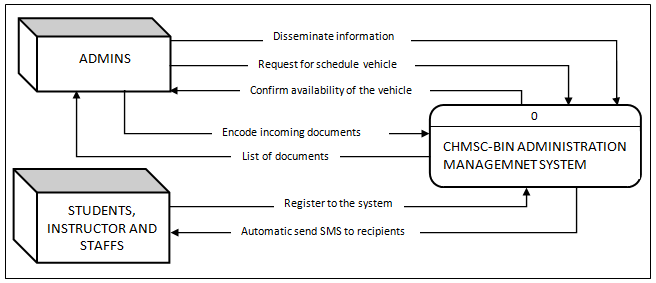 Disseminate information
ADMINS
Request for schedule vehicle
Confirm availability of the vehicle
0
Encode incoming documents
CHMSC-BIN ADMINISTRATION
MANAGEMNET SYSTEM
List of documents
STUDENTS,
INSTRUCTOR AND
STAFFS
Register to the system
Automatic send SMS to recipients